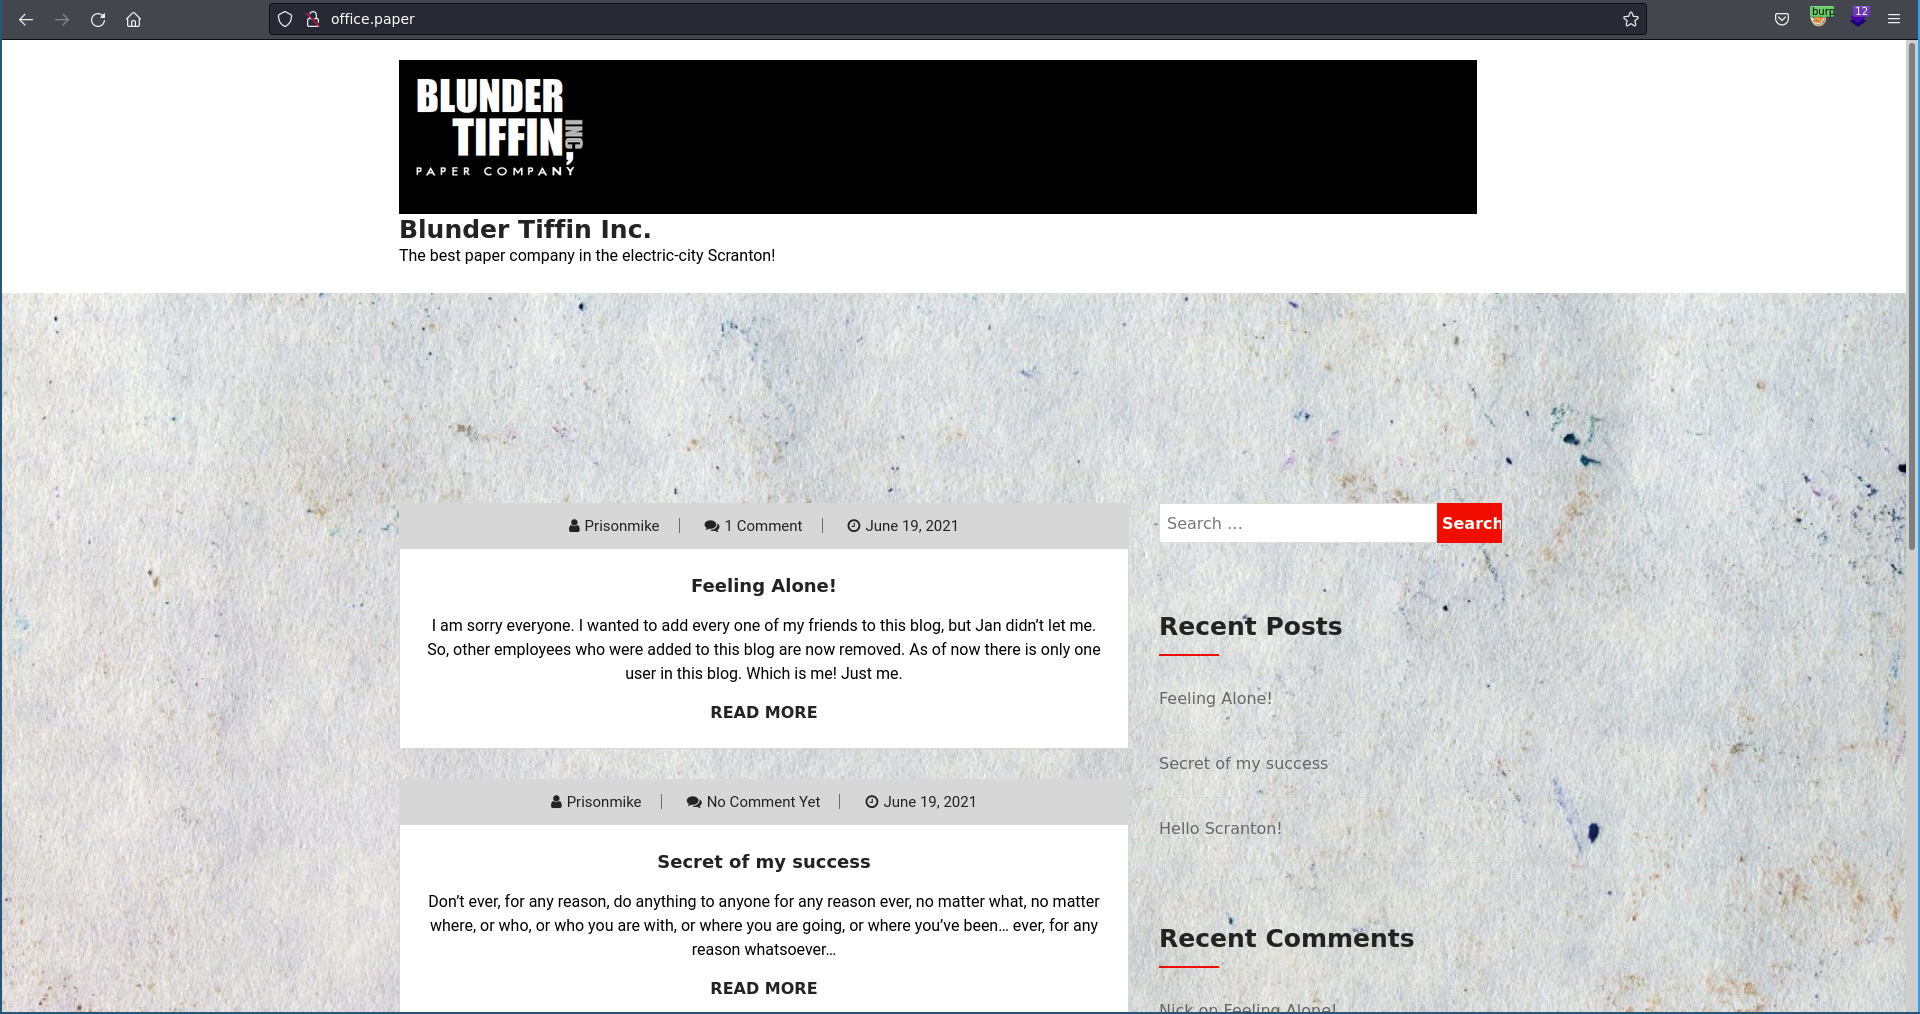 office.paper
burp
12
BLUNDER
TIFFIN,
INC
PAPER COMPANY
Blunder Tiffin Inc.
The best paper company in the electric-city Scranton!
Prisonmike
1 Comment
June 19, 2021
Feeling Alone!
I am sorry everyone. I wanted to add every one of my friends to this blog, but Jan didn’t let me.
So, other employees who were added to this blog are now removed. As of now there is only one
user in this blog. Which is me! Just me.
READ MORE
Prisonmike
No Comment Yet
June 19, 2021
Secret of my success
Don’t ever, for any reason, do anything to anyone for any reason ever, no matter what, no matter
where, or who, or who you are with, or where you are going, or where you’ve been… ever, for any
reason whatsoever…
READ MORE
Search …
Search
Recent Posts
Feeling Alone!
Secret of my success
Hello Scranton!
Recent Comments
Nick on Feeling Alone!